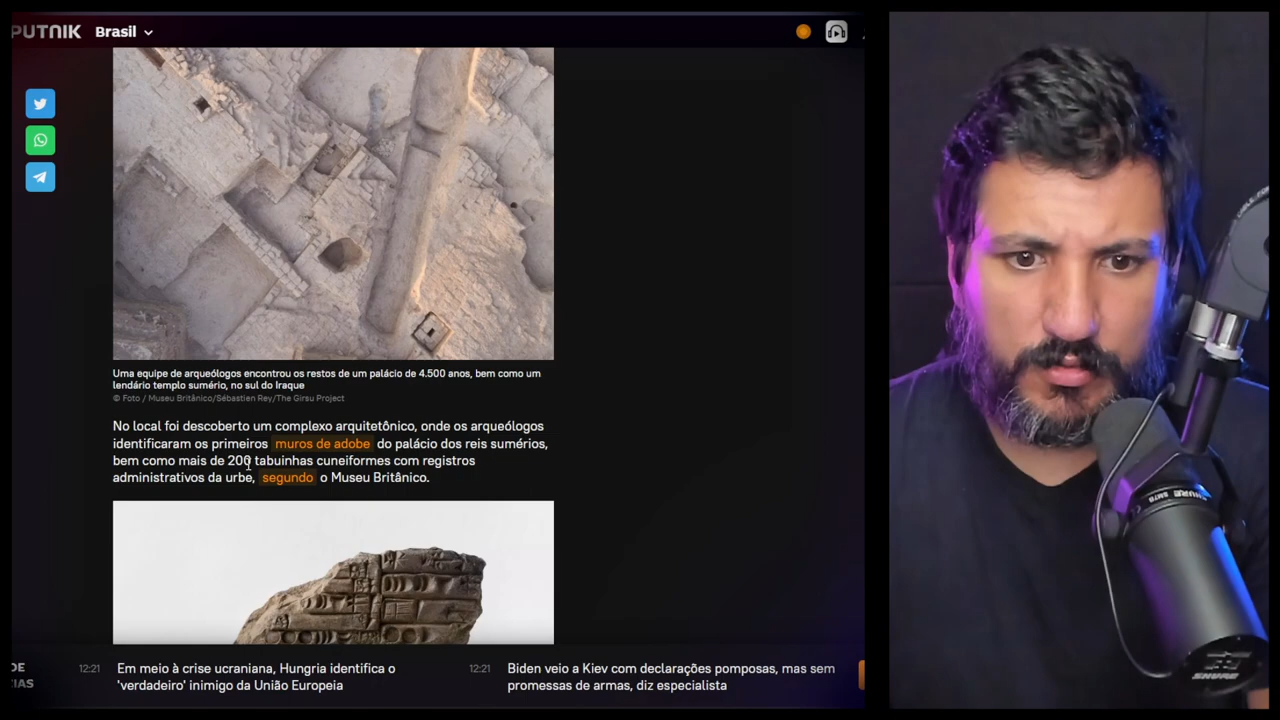 PUTNIK Brasil
Uma equipe de arqueólogos encontrou os restos de um palácio de 4.500 anos, bem como um
lendário templo sumério, no sul do Iraque
© Foto / Museu Britânico/Sébastien Rey/The Girsu Project
No local foi descoberto um complexo arquitetônico, onde os arqueólogos
identificaram os primeiros muros de adobe do palácio dos reis sumérios,
bem como mais de 200 tabuinhas cuneiformes com registros
administrativos da urbe, segundo o Museu Britânico.
DE
CIAS
12:21 Em meio à crise ucraniana, Hungria identifica o
'verdadeiro' inimigo da União Europeia
12:21 Biden veio a Kiev com declarações pomposas, mas sem
promessas de armas, diz especialista
SHURE SM7B
SHURE